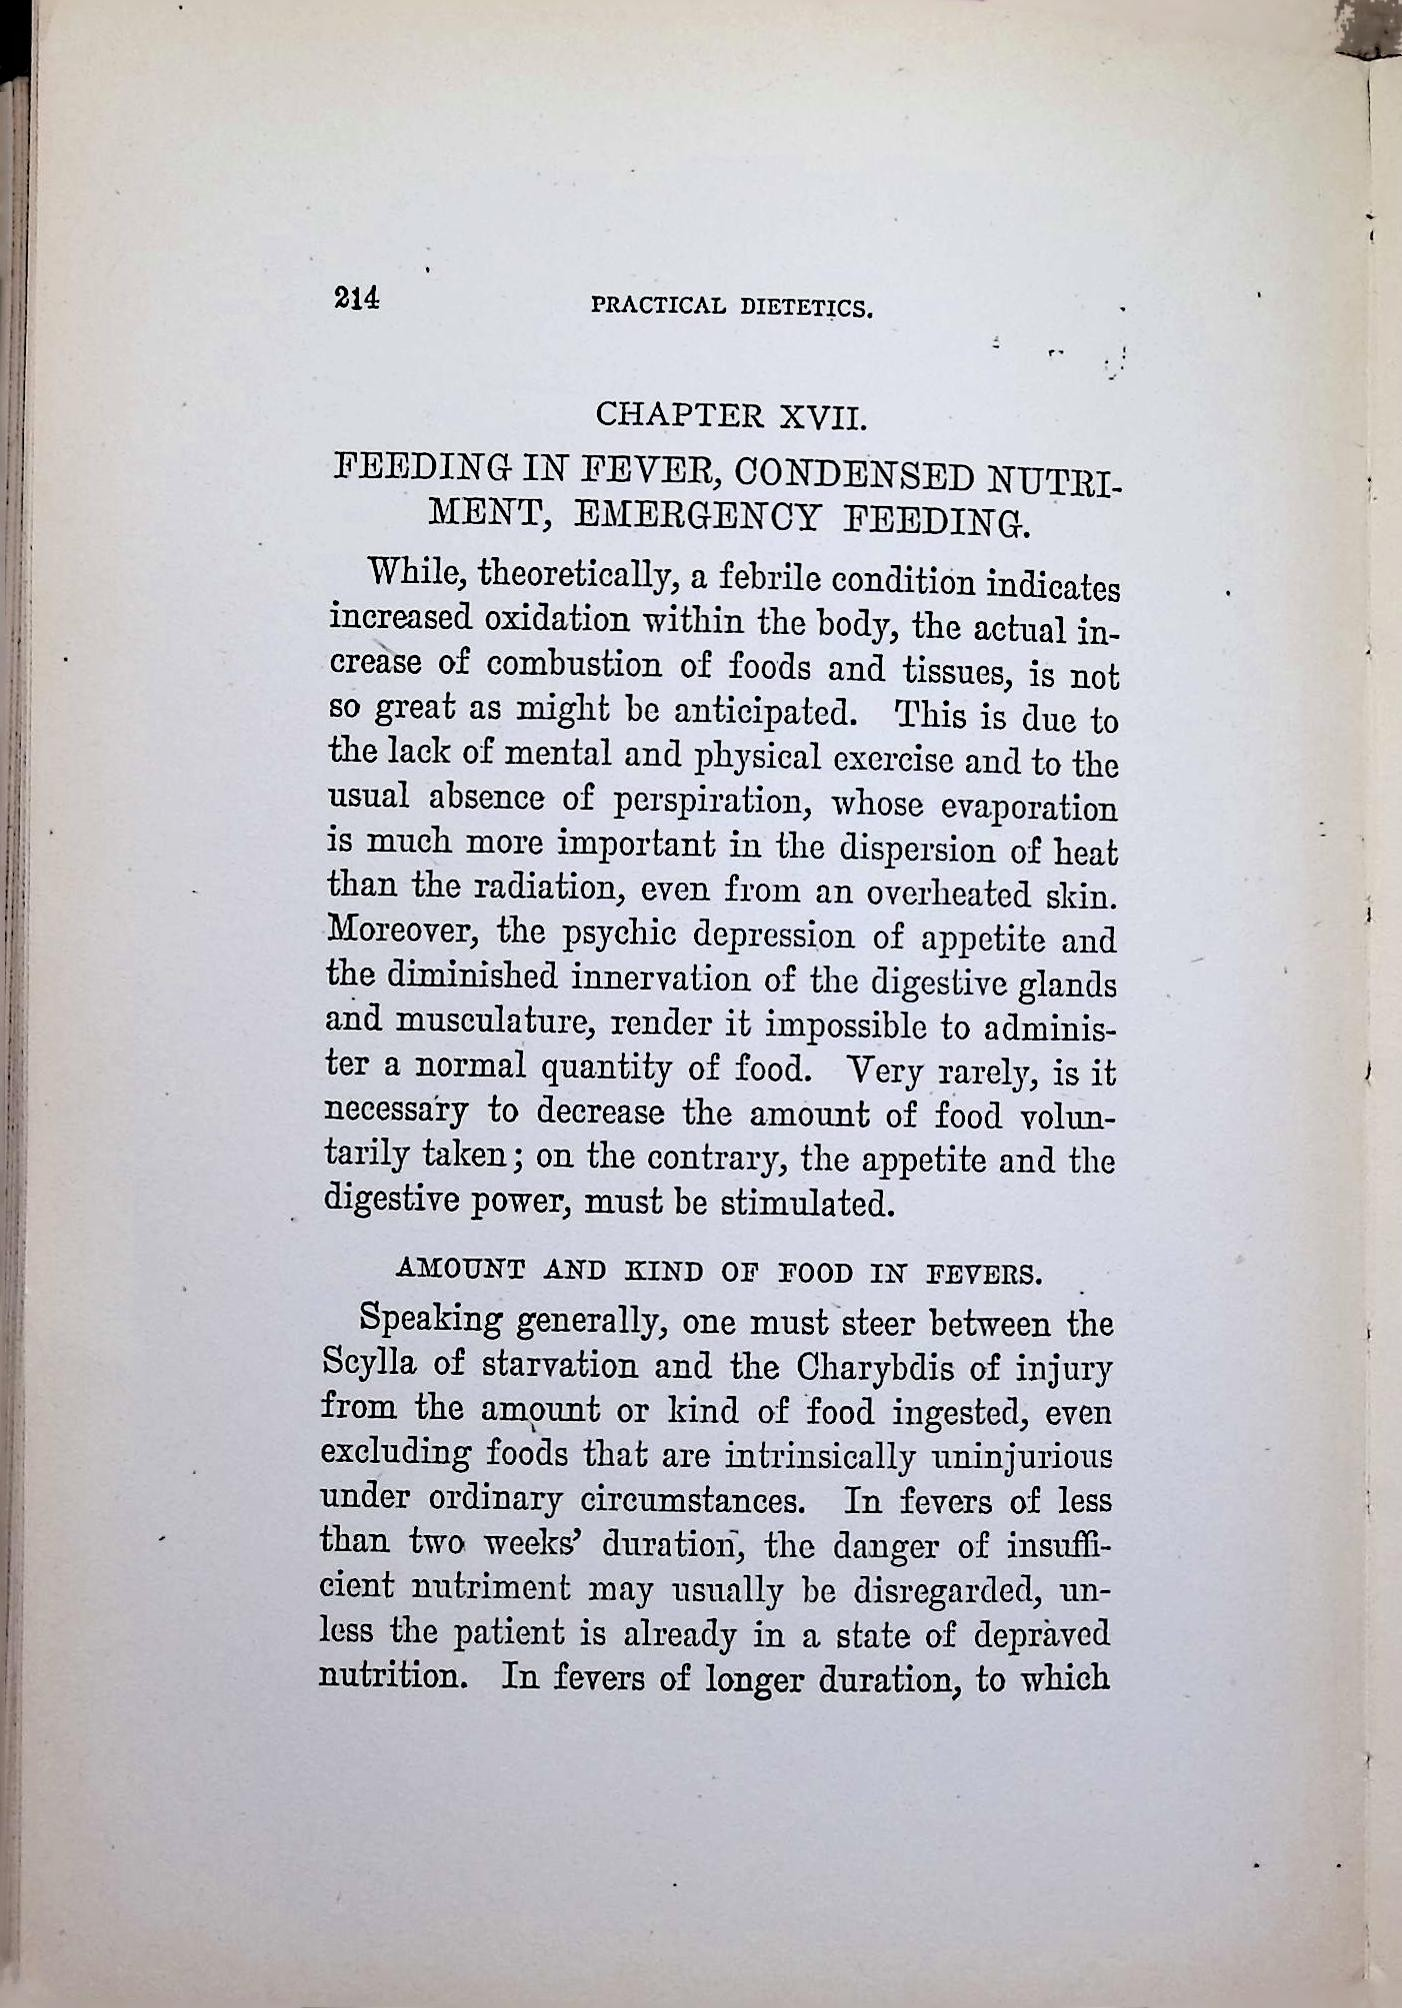 214 PRACTICAL DIETETICS.
CHAPTER XVII.
FEEDING IN FEVER, CONDENSED NUTRI-
MENT, EMERGENCY FEEDING.
While, theoretically, a febrile condition indicates
increased oxidation within the body, the actual in-
crease of combustion of foods and tissues, is not
so great as might be anticipated. This is due to
the lack of mental and physical exercise and to the
usual absence of perspiration, whose evaporation
is much more important in the dispersion of heat
than the radiation, even from an overheated skin.
Moreover, the psychic depression of appetite and
the diminished innervation of the digestive glands
and musculature, render it impossible to adminis-
ter a normal quantity of food. Very rarely, is it
necessary to decrease the amount of food volun-
tarily taken; on the contrary, the appetite and the
digestive power, must be stimulated.
AMOUNT AND KIND OF FOOD IN FEVERS.
Speaking generally, one must steer between the
Scylla of starvation and the Charybdis of injury
from the amount or kind of food ingested, even
excluding foods that are intrinsically uninjurious
under ordinary circumstances. In fevers of less
than two weeks' duration, the danger of insuffi-
cient nutriment may usually be disregarded, un-
less the patient is already in a state of depraved
nutrition. In fevers of longer duration, to which